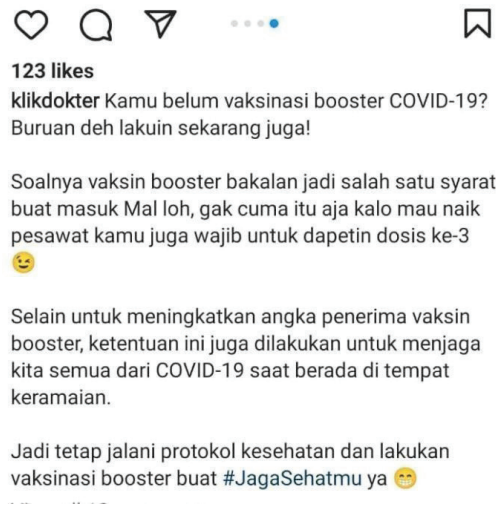 123 likes
klikdokter Kamu belum vaksinasi booster COVID-19?
Buruan deh lakuin sekarang juga!
Soalnya vaksin booster bakalan jadi salah satu syarat
buat masuk Mal loh, gak cuma itu aja kalo mau naik
pesawat kamu juga wajib untuk dapetin dosis ke-3
😉
Selain untuk meningkatkan angka penerima vaksin
booster, ketentuan ini juga dilakukan untuk menjaga
kita semua dari COVID-19 saat berada di tempat
keramaian.
Jadi tetap jalani protokol kesehatan dan lakukan
vaksinasi booster buat #JagaSehatmu ya 😁